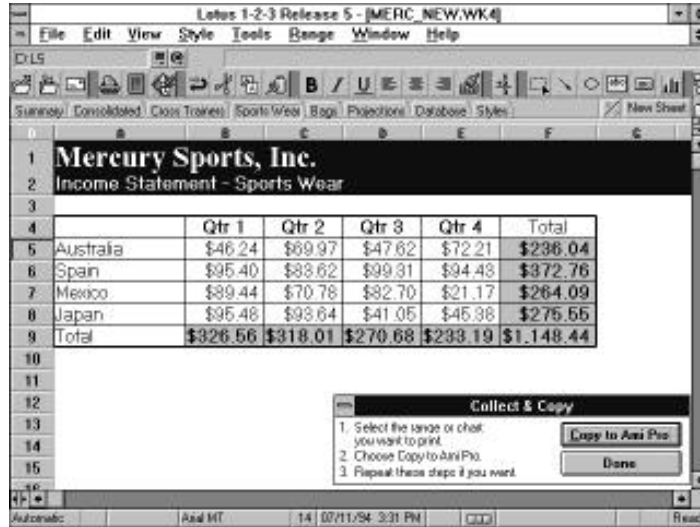 Lotus 1-2-3 Release 5 - [MERC_NEW.WK4]
File Edit View Style Tools Range Window Help
D:L5
B I U
Summary Consolidated Cross Trainers Sports Wear Bags Projections Database Styles New Sheet
A B C D E F G
1 Mercury Sports, Inc.
2 Income Statement - Sports Wear
3
4 Qtr 1 Qtr 2 Qtr 3 Qtr 4 Total
5 Australia $46.24 $69.97 $47.62 $72.21 $236.04
6 Spain $95.40 $83.62 $99.31 $94.43 $372.76
7 Mexico $89.44 $70.78 $82.70 $21.17 $264.09
8 Japan $95.48 $93.64 $41.05 $45.38 $275.55
9 Total $326.56 $318.01 $270.68 $233.19 $1,148.44
10
11
12
13
14
15
Collect & Copy
1. Select the range or chart
you want to print.
2. Choose Copy to Ami Pro.
3. Repeat these steps if you want.
Copy to Ami Pro
Done
Automatic Arial MT 14 07/11/94 3:31 PM